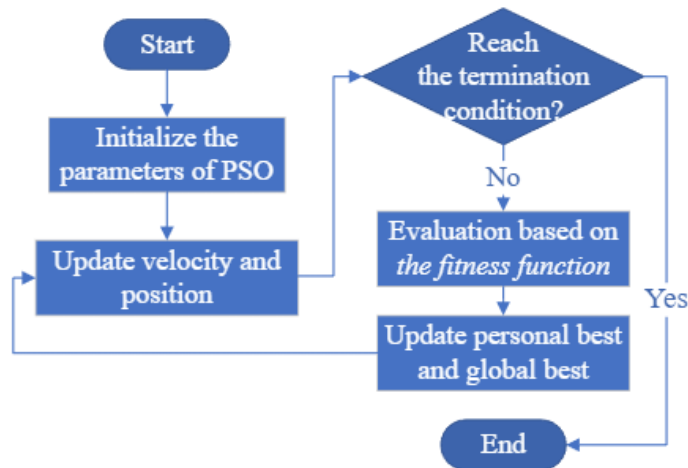 Start
Initialize the
parameters of PSO
Update velocity and
position
Reach
the termination
condition?
No
Evaluation based on
the fitness function
Update personal best
and global best
Yes
End